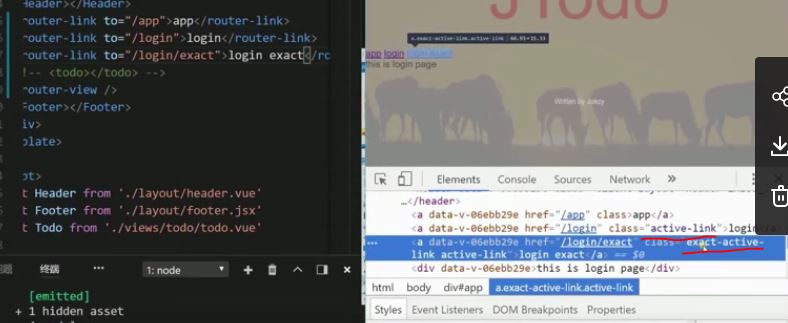 Header></Header>
router-link to="/app">app</router-link>
router-link to="/login">login</router-link>
router-link to="/login/exact">login exact</ro
!-- <todo></todo> -->
router-view />
Footer></Footer>
iv>
plate>
pt>
t Header from './layout/header.vue'
t Footer from './layout/footer.jsx'
t Todo from './views/todo/todo.vue'
问题 终端 ••• 1: node
[emitted]
+ 1 hidden asset
JTodo
a.exact-active-link.active-link
app login login exact
this is login page
Written by Jokcy
Elements Console Sources Network »
…</header>
<a data-v-06ebb29e href="/app" class>app</a>
<a data-v-06ebb29e href="/login" class="active-link">login</a>
<a data-v-06ebb29e href="/login/exact" class="exact-active-
link active-link">login exact</a> == $0
<div data-v-06ebb29e>this is login page</div>
html body div#app a.exact-active-link.active-link
Styles Event Listeners DOM Breakpoints Properties